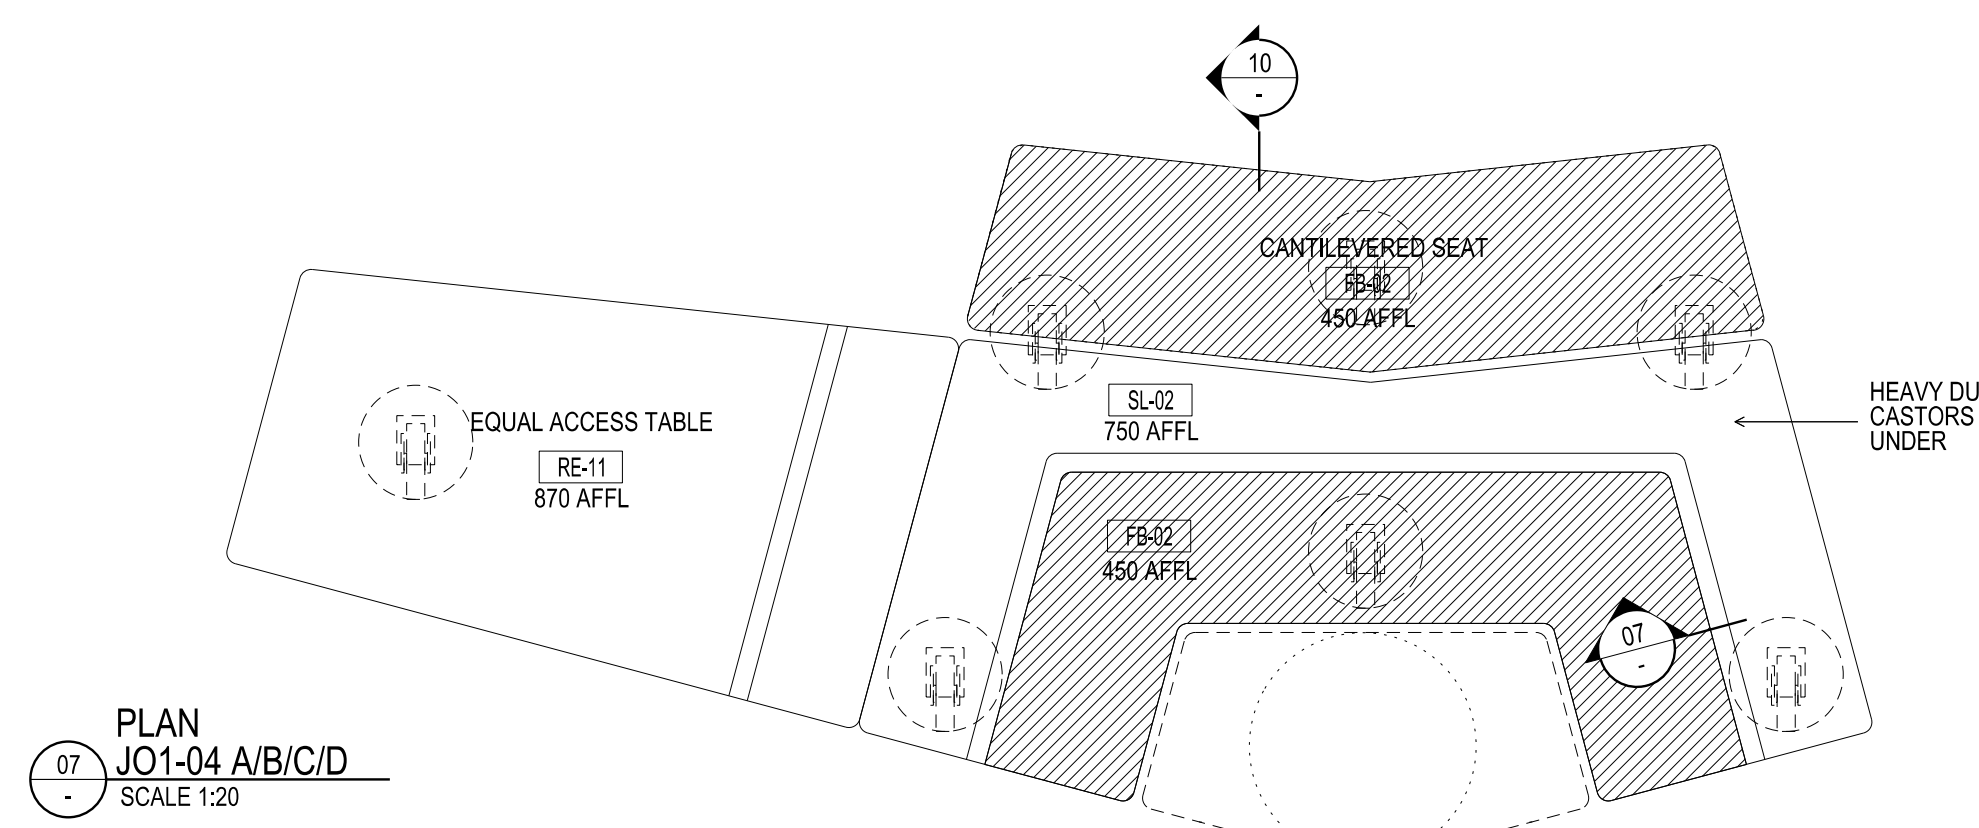 10
-
CANTILEVERED SEAT
FB-02
450 AFFL
EQUAL ACCESS TABLE
RE-11
870 AFFL
SL-02
750 AFFL
HEAVY DU
CASTORS
UNDER
FB-02
450 AFFL
07
-
PLAN
07
JO1-04 A/B/C/D
-
SCALE 1:20